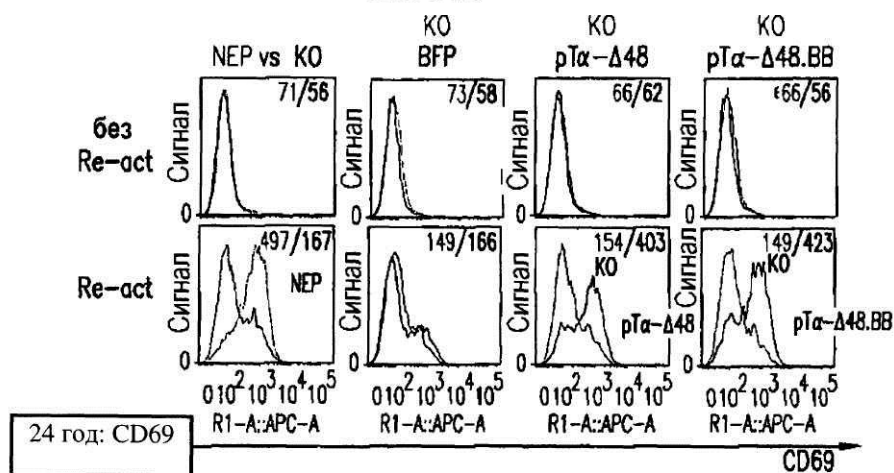 KO KO KO
NEP vs KO BFP pTα-Δ48 pTα-Δ48.BB
без Re-act
Сигнал 0 71/56
Сигнал 0 73/58
Сигнал 0 66/62
Сигнал 0 ϵ66/56
Re-act
Сигнал 0 497/167 NEP
Сигнал 0 149/166
Сигнал 0 154/403 KO pTα-Δ48
Сигнал 0 149/423 KO pTα-Δ48.BB
0 10² 10³ 10⁴ 10⁵ 0 10² 10³ 10⁴ 10⁵ 0 10² 10³ 10⁴ 10⁵ 0 10² 10³ 10⁴ 10⁵
R1-A::APC-A R1-A::APC-A R1-A::APC-A R1-A::APC-A
24 год: CD69
CD69